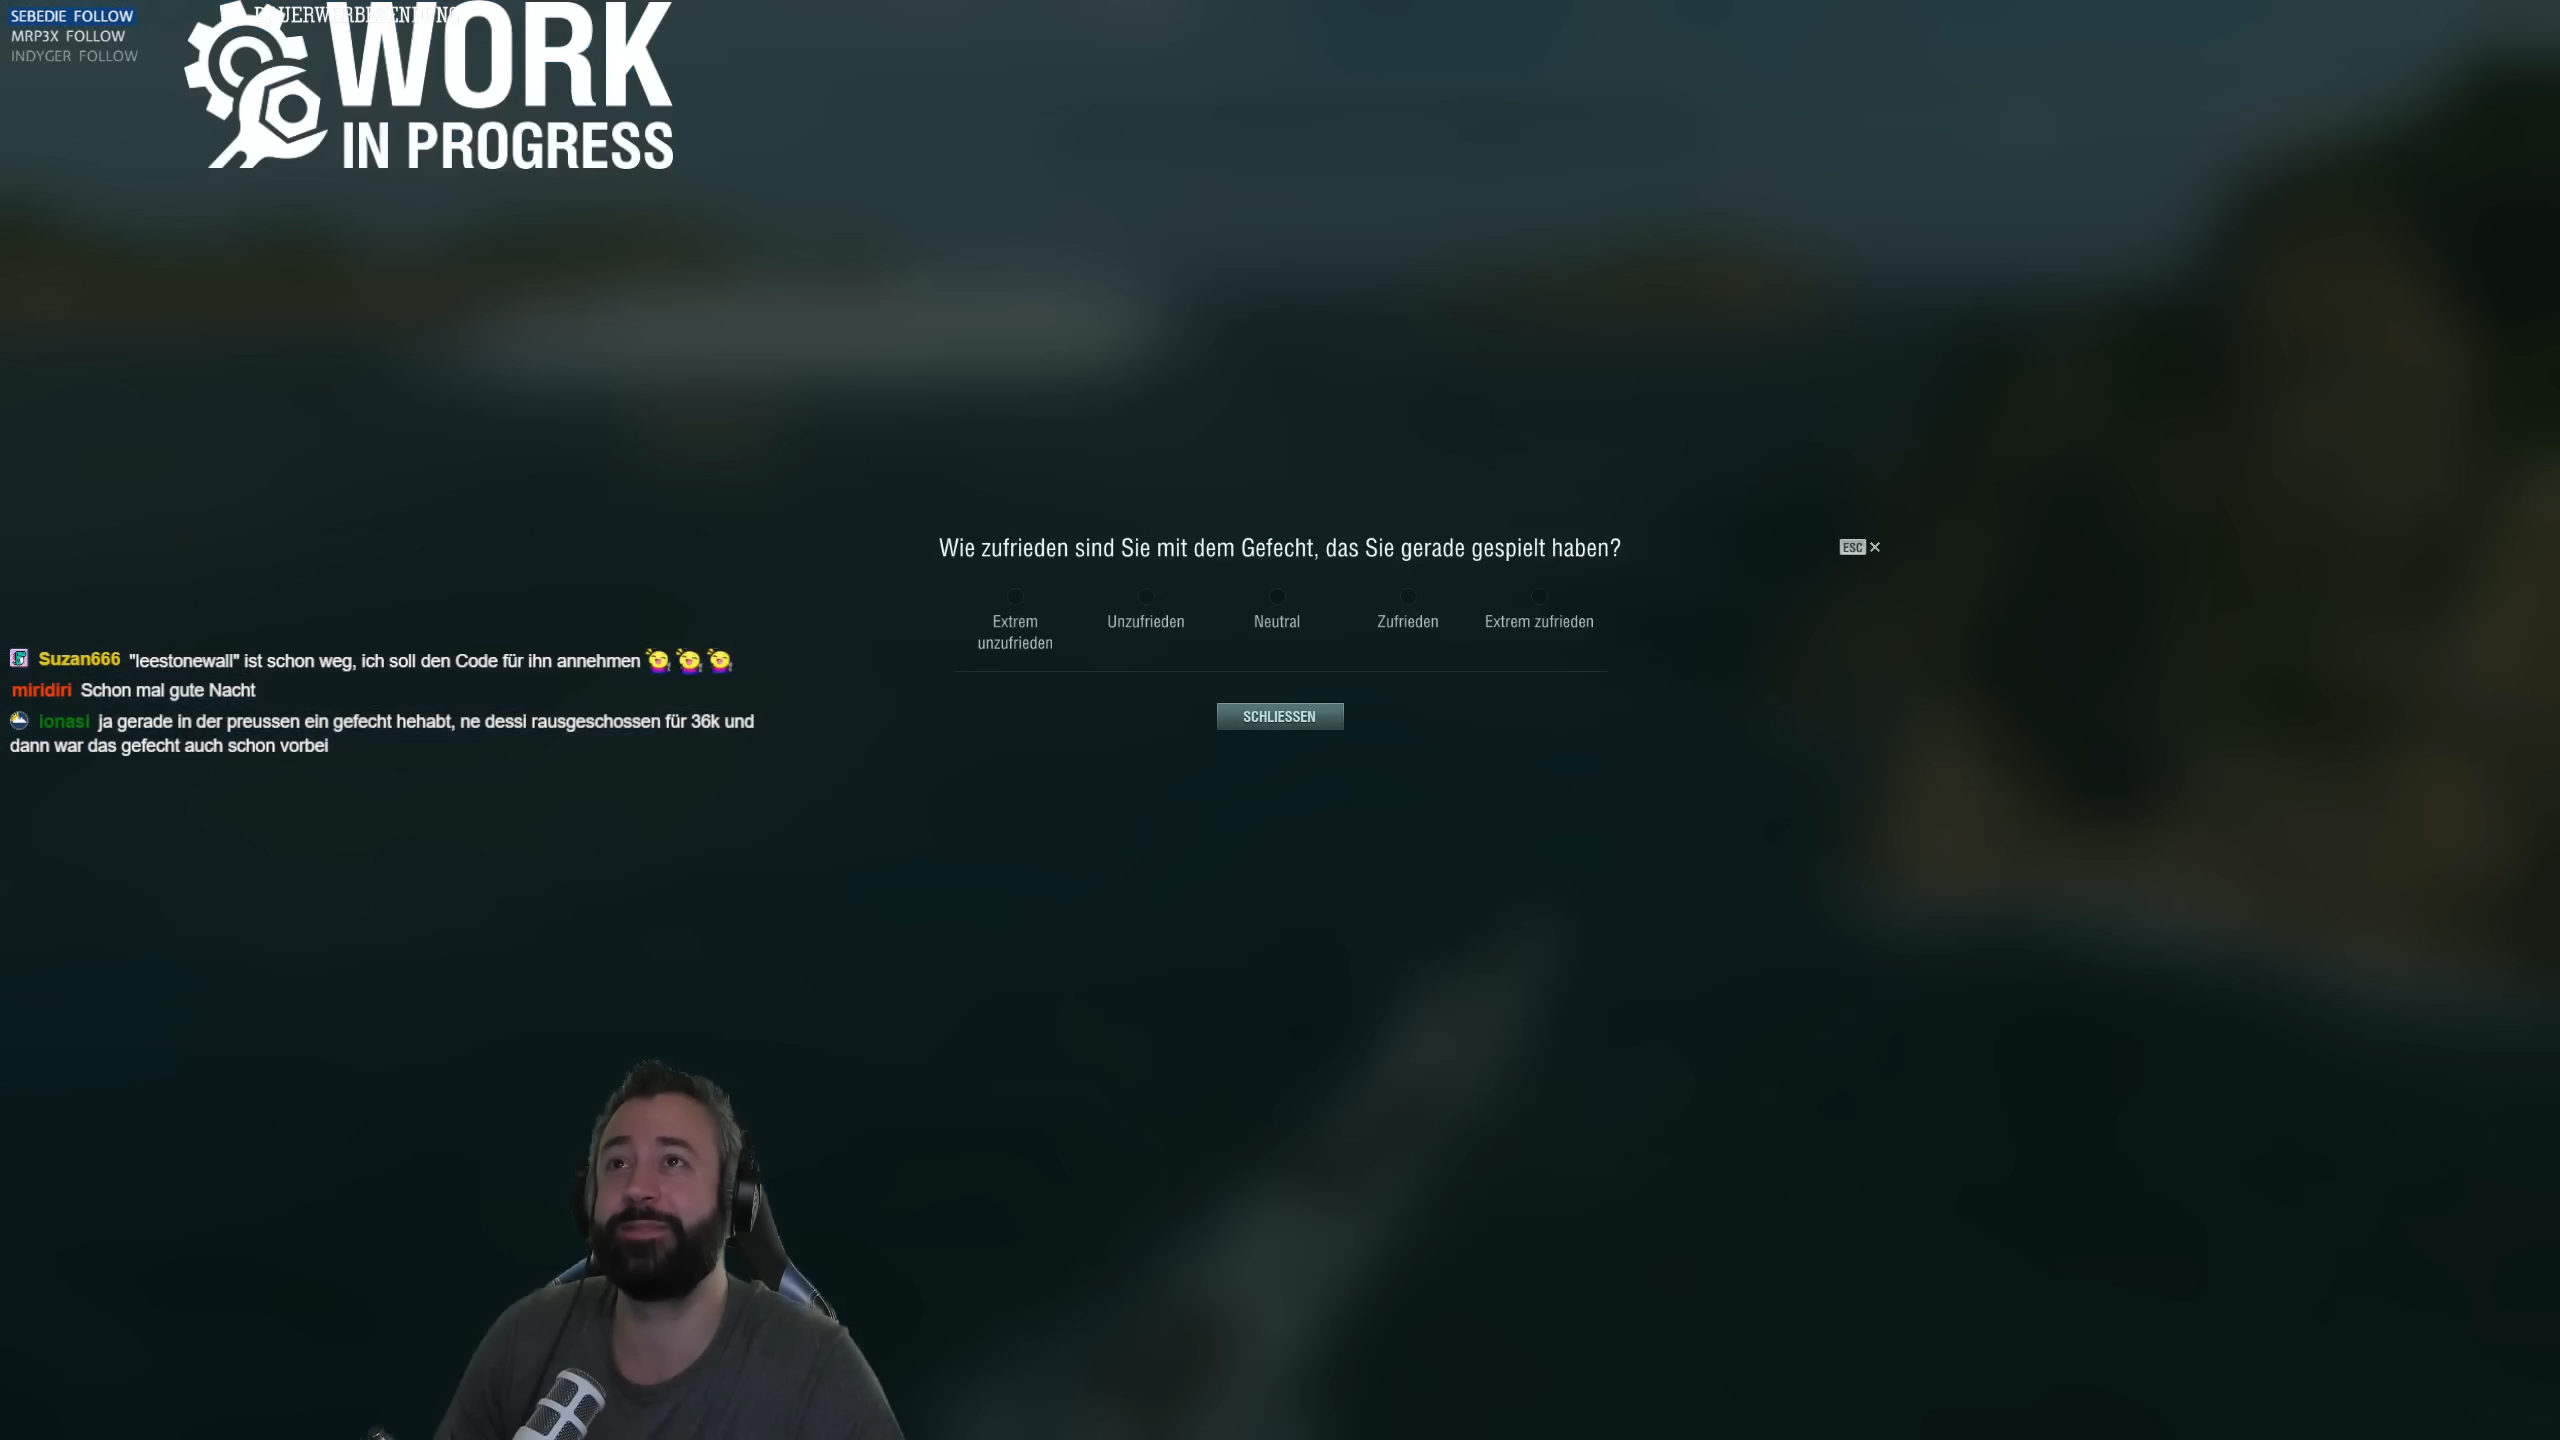 SEBEDIE FOLLOW
MRP3X FOLLOW
INDYGER FOLLOW
DAUERWERBESENDUNG
WORK
IN PROGRESS
Wie zufrieden sind Sie mit dem Gefecht, das Sie gerade gespielt haben?
ESC ×
Extrem
unzufrieden
Unzufrieden
Neutral
Zufrieden
Extrem zufrieden
SCHLIESSEN
Suzan666 "leestonewall" ist schon weg, ich soll den Code für ihn annehmen
miridiri Schon mal gute Nacht
ionasi ja gerade in der preussen ein gefecht hehabt, ne dessi rausgeschossen für 36k und
dann war das gefecht auch schon vorbei